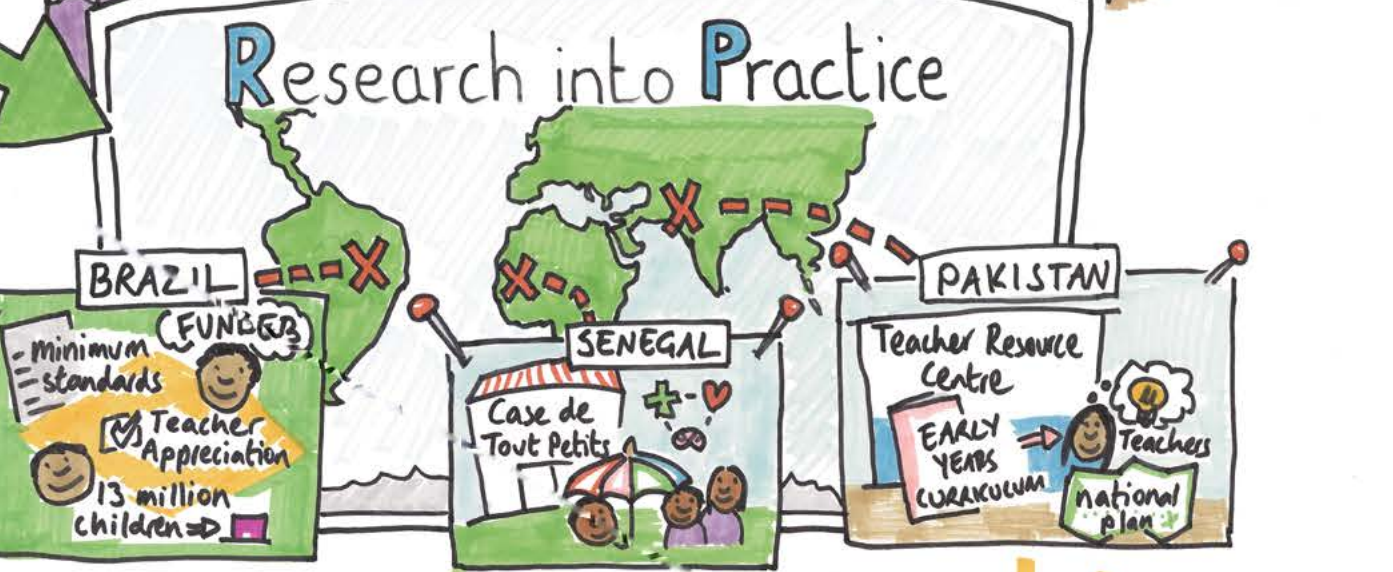 Research into Practice
BRAZIL
FUNDER
minimum
standards
Teacher
Appreciation
13 million
children
SENEGAL
Case de
Tout Petits
PAKISTAN
Teacher Resource
Centre
EARLY
YEARS
CURRICULUM
Teachers
national
plan